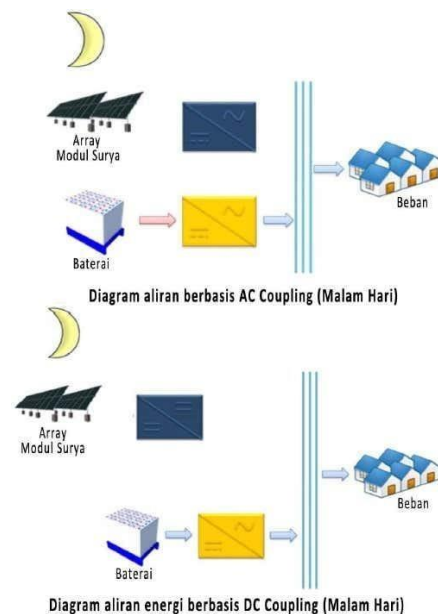 Array
Modul Surya
Beban
Baterai
Diagram aliran berbasis AC Coupling (Malam Hari)
Array
Modul Surya
Beban
Baterai
Diagram aliran energi berbasis DC Coupling (Malam Hari)